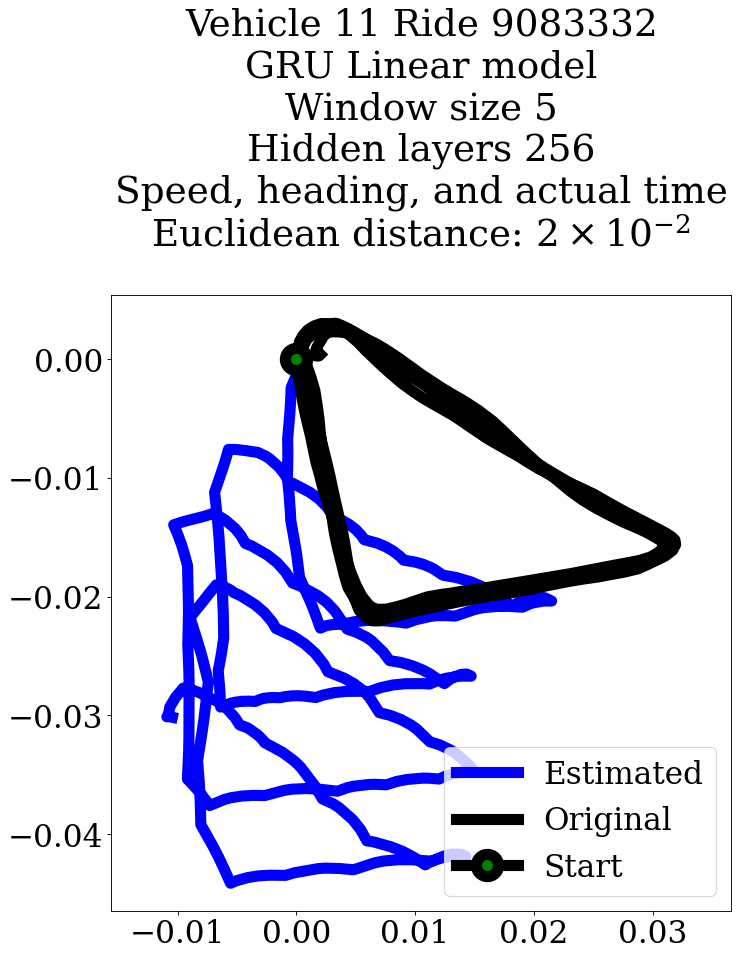 Vehicle 11 Ride 9083332
GRU Linear model
Window size 5
Hidden layers 256
Speed, heading, and actual time
Euclidean distance: 2 × 10⁻²
0.00
−0.01
−0.02
−0.03
−0.04
Estimated
Original
Start
−0.01 0.00 0.01 0.02 0.03